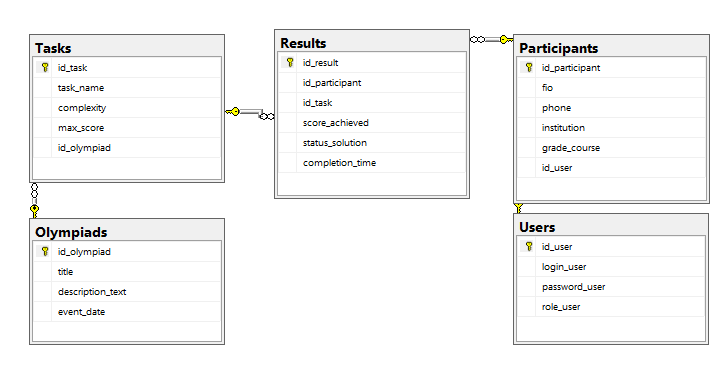 Tasks
id_task
task_name
complexity
max_score
id_olympiad
Results
id_result
id_participant
id_task
score_achieved
status_solution
completion_time
Participants
id_participant
fio
phone
institution
grade_course
id_user
Olympiads
id_olympiad
title
description_text
event_date
Users
id_user
login_user
password_user
role_user